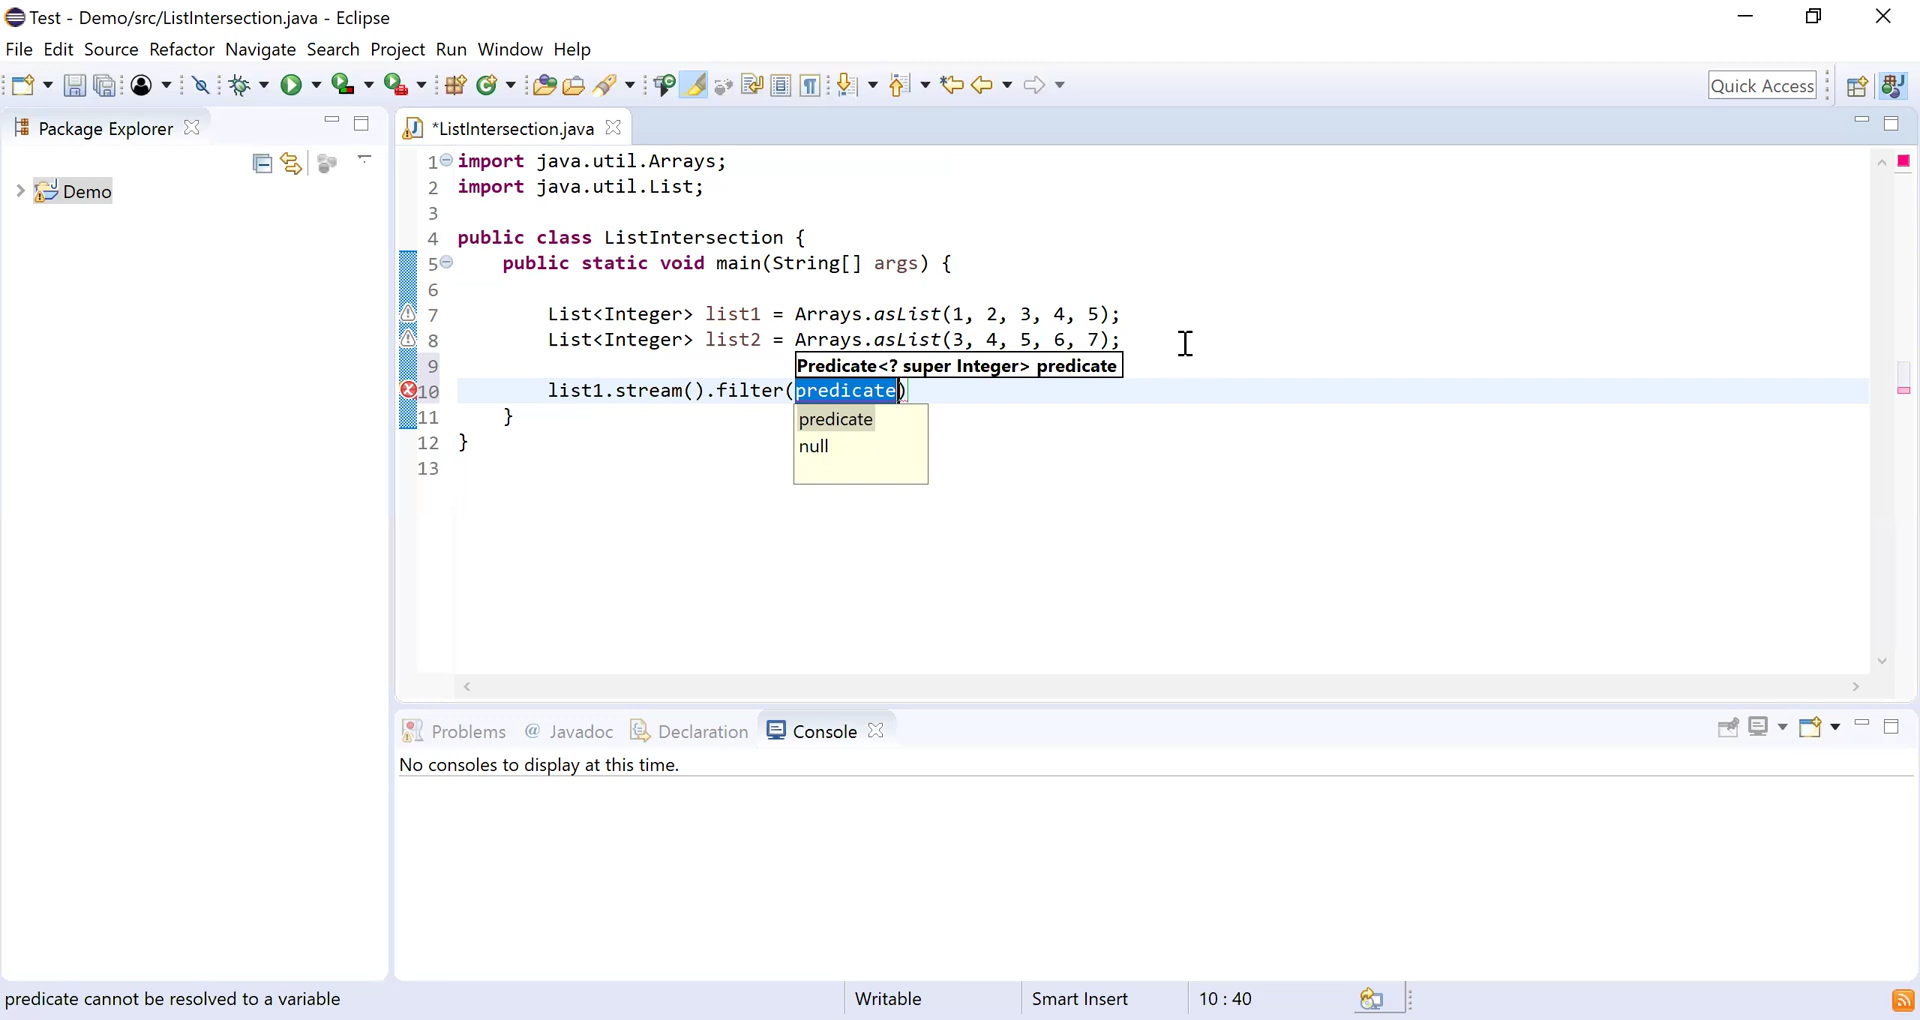 Test - Demo/src/ListIntersection.java - Eclipse
File Edit Source Refactor Navigate Search Project Run Window Help
Quick Access
Package Explorer
*ListIntersection.java
Demo
1 import java.util.Arrays;
2 import java.util.List;
3
4 public class ListIntersection {
5 public static void main(String[] args) {
6
7 List<Integer> list1 = Arrays.asList(1, 2, 3, 4, 5);
8 List<Integer> list2 = Arrays.asList(3, 4, 5, 6, 7);
9
Predicate<? super Integer> predicate
10 list1.stream().filter(predicate)
predicate
null
11 }
12 }
13
Problems @ Javadoc Declaration Console
No consoles to display at this time.
predicate cannot be resolved to a variable
Writable
Smart Insert
10 : 40